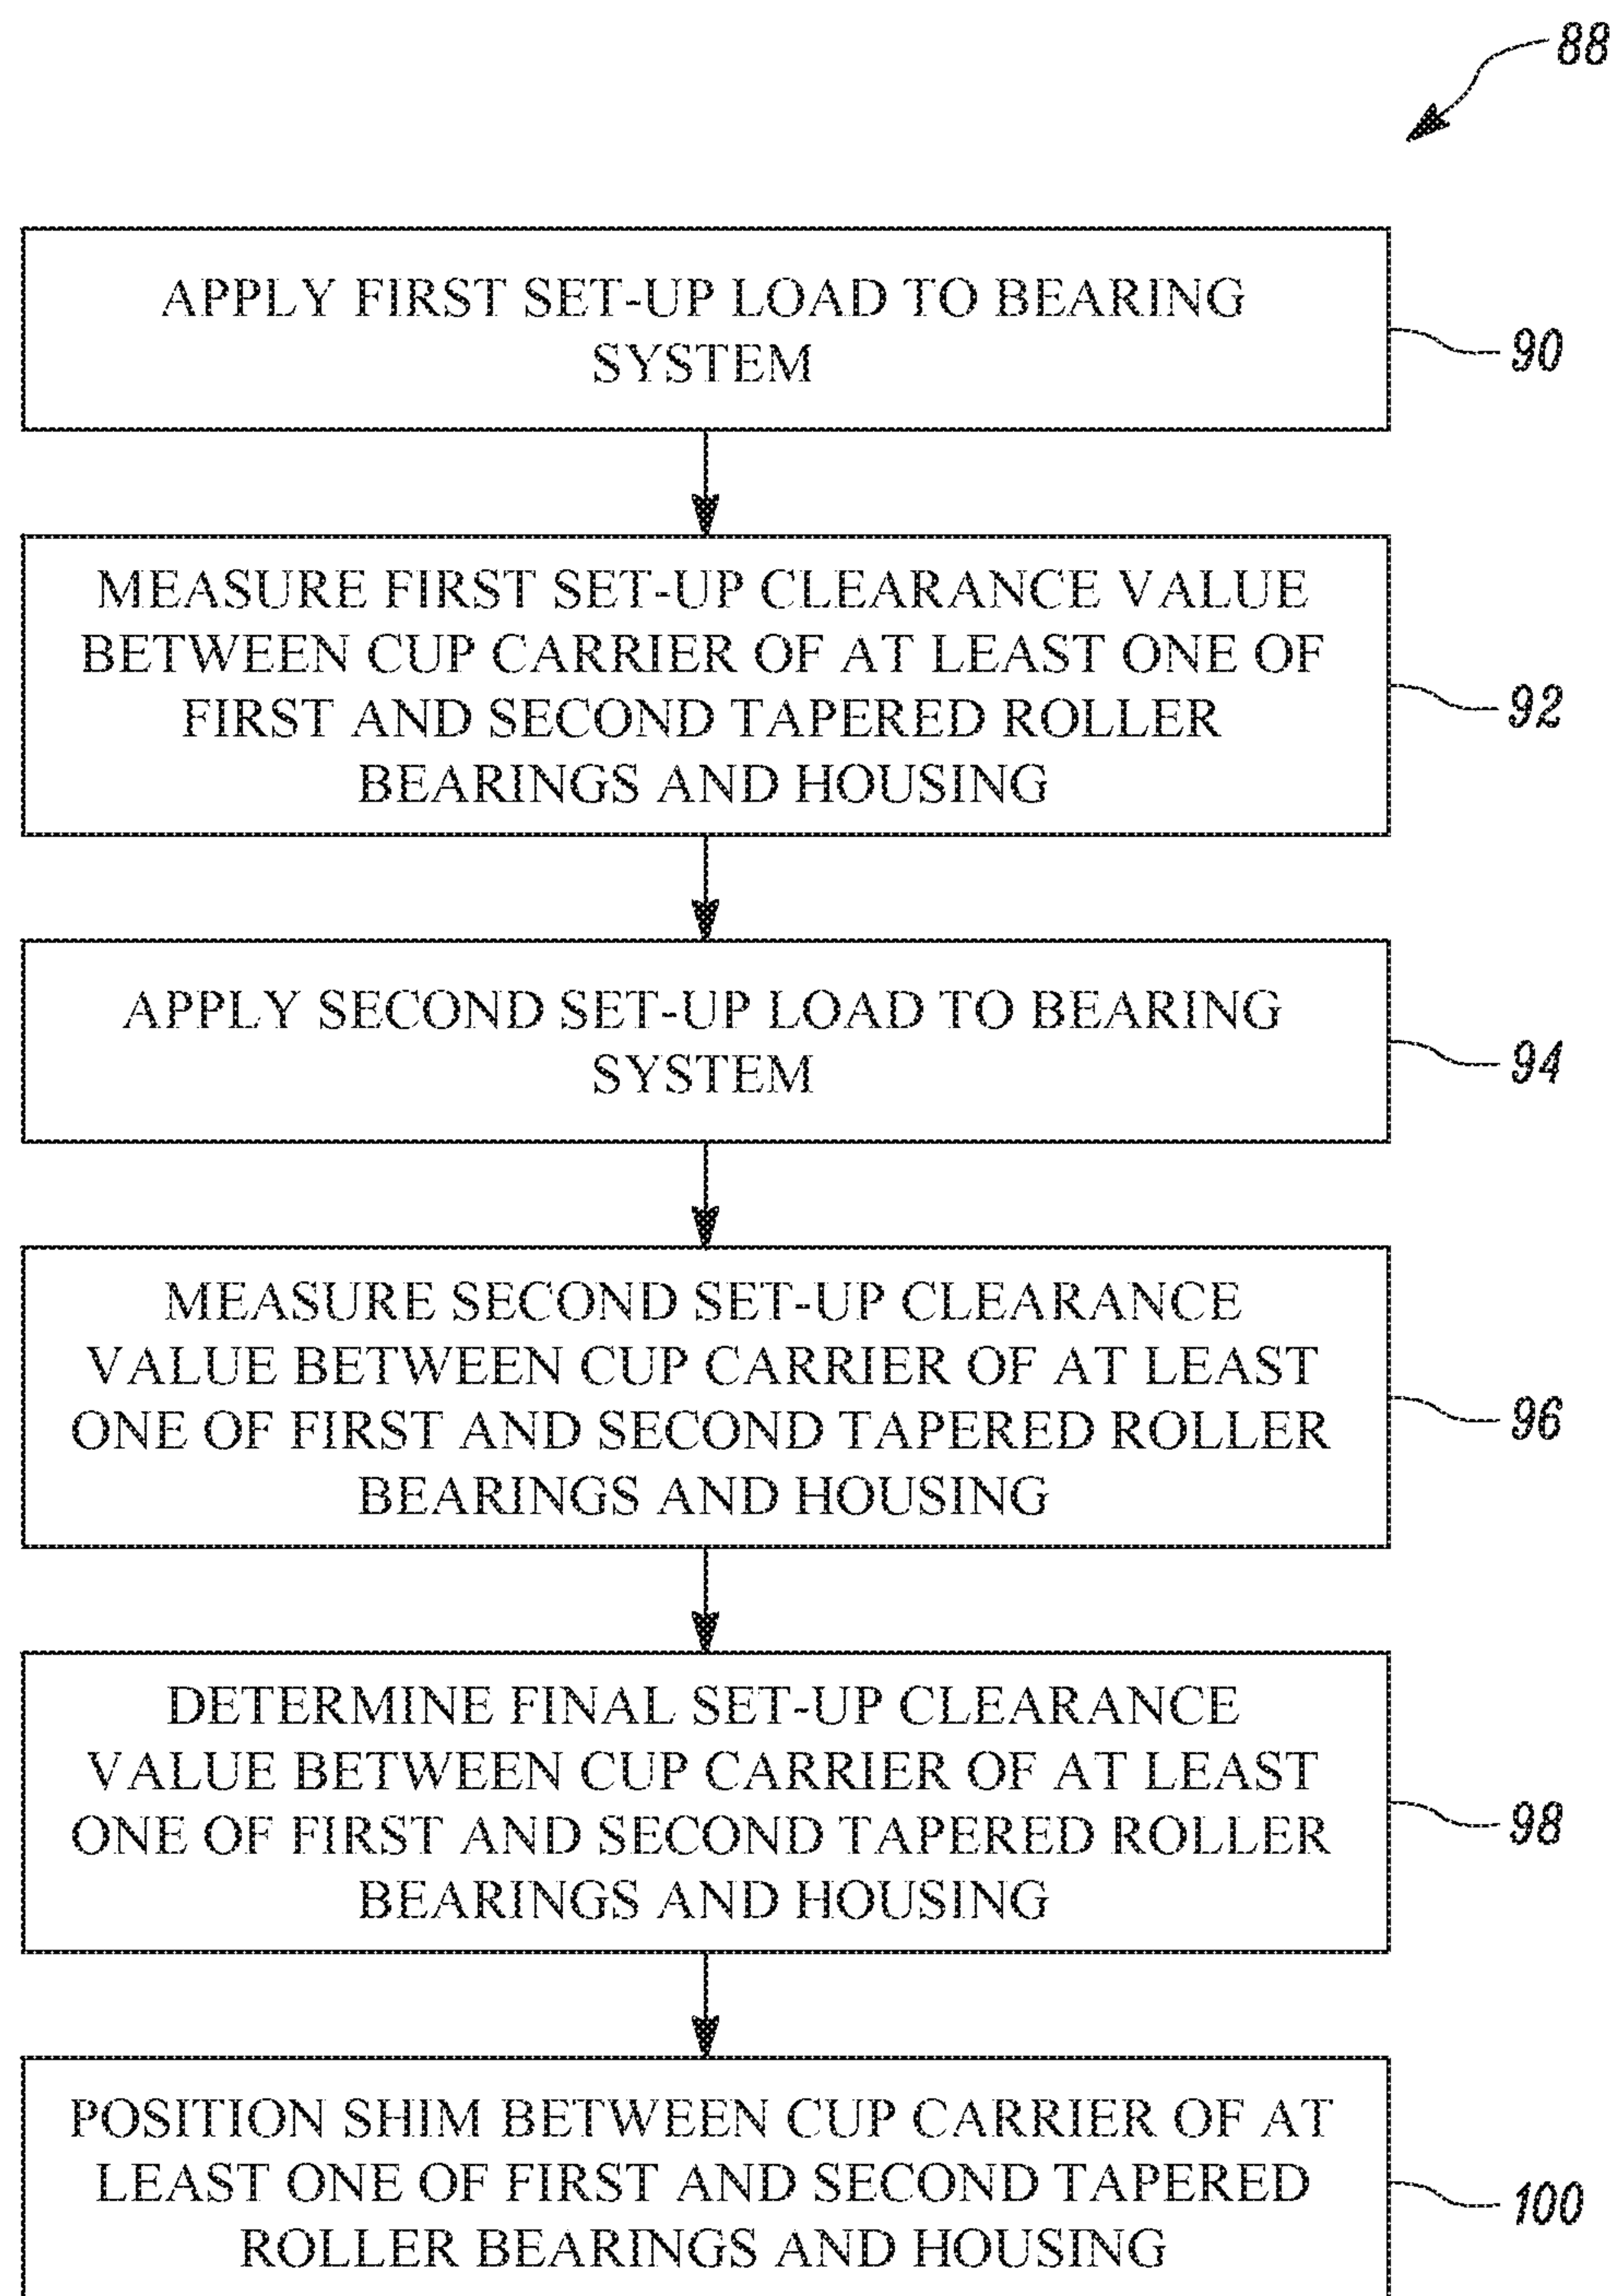 88
APPLY FIRST SET-UP LOAD TO BEARING
SYSTEM
90
MEASURE FIRST SET-UP CLEARANCE VALUE
BETWEEN CUP CARRIER OF AT LEAST ONE OF
FIRST AND SECOND TAPERED ROLLER
BEARINGS AND HOUSING
92
APPLY SECOND SET-UP LOAD TO BEARING
SYSTEM
94
MEASURE SECOND SET-UP CLEARANCE
VALUE BETWEEN CUP CARRIER OF AT LEAST
ONE OF FIRST AND SECOND TAPERED ROLLER
BEARINGS AND HOUSING
96
DETERMINE FINAL SET-UP CLEARANCE
VALUE BETWEEN CUP CARRIER OF AT LEAST
ONE OF FIRST AND SECOND TAPERED ROLLER
BEARINGS AND HOUSING
98
POSITION SHIM BETWEEN CUP CARRIER OF AT
LEAST ONE OF FIRST AND SECOND TAPERED
ROLLER BEARINGS AND HOUSING
100